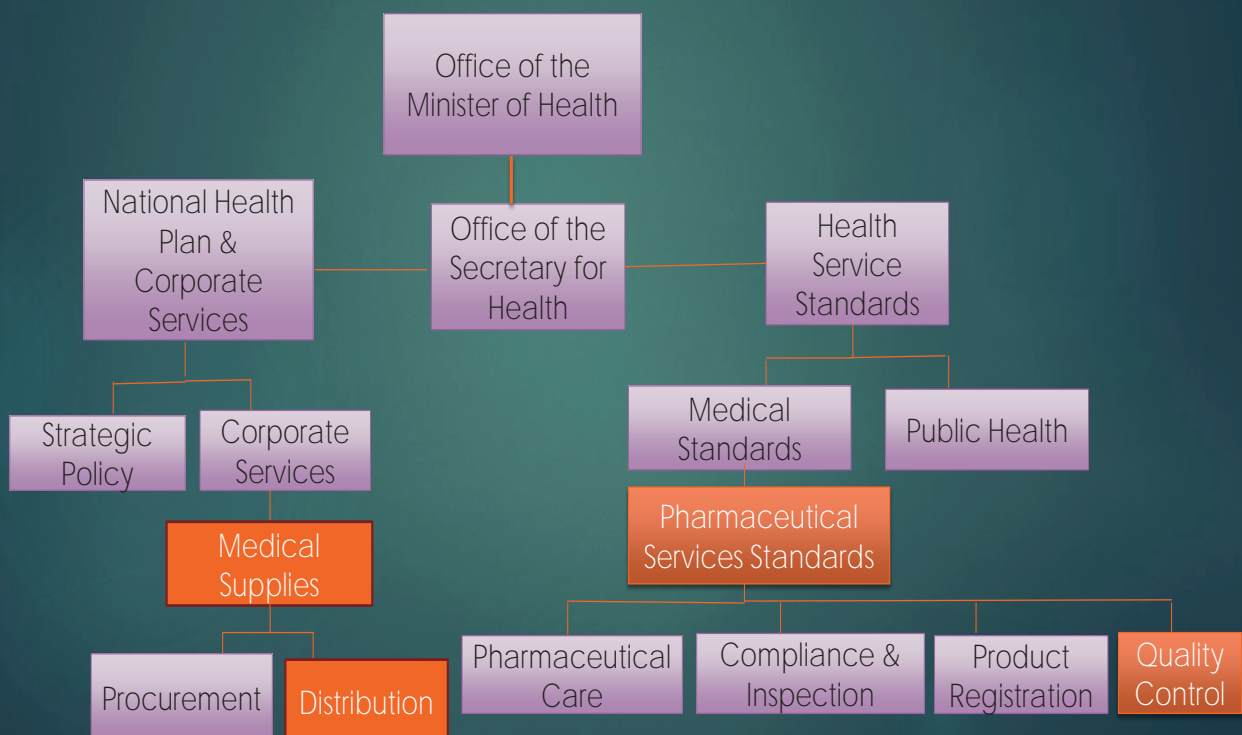 Office of the
Minister of Health
National Health
Plan &
Corporate
Services
Office of the
Secretary for
Health
Health
Service
Standards
Strategic
Policy
Corporate
Services
Medical
Standards
Public Health
Medical
Supplies
Pharmaceutical
Services Standards
Procurement
Distribution
Pharmaceutical
Care
Compliance &
Inspection
Product
Registration
Quality
Control